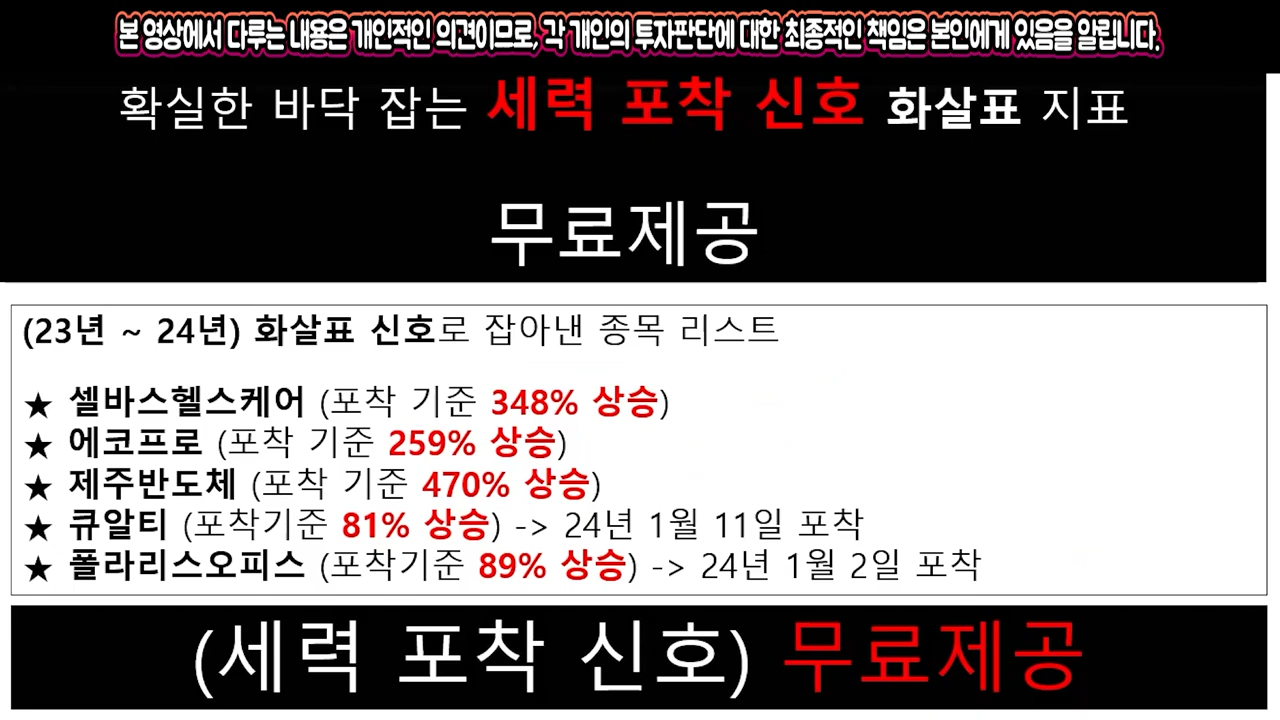 본 영상에서 다루는 내용은 개인적인 의견이므로, 각 개인의 투자판단에 대한 최종적인 책임은 본인에게 있음을 알립니다.
확실한 바닥 잡는 세력 포착 신호 화살표 지표
무료제공
(23년 ~ 24년) 화살표 신호로 잡아낸 종목 리스트
★ 셀바스헬스케어 (포착 기준 348% 상승)
★ 에코프로 (포착 기준 259% 상승)
★ 제주반도체 (포착 기준 470% 상승)
★ 큐알티 (포착기준 81% 상승) -> 24년 1월 11일 포착
★ 폴라리스오피스 (포착기준 89% 상승) -> 24년 1월 2일 포착
(세력 포착 신호) 무료제공